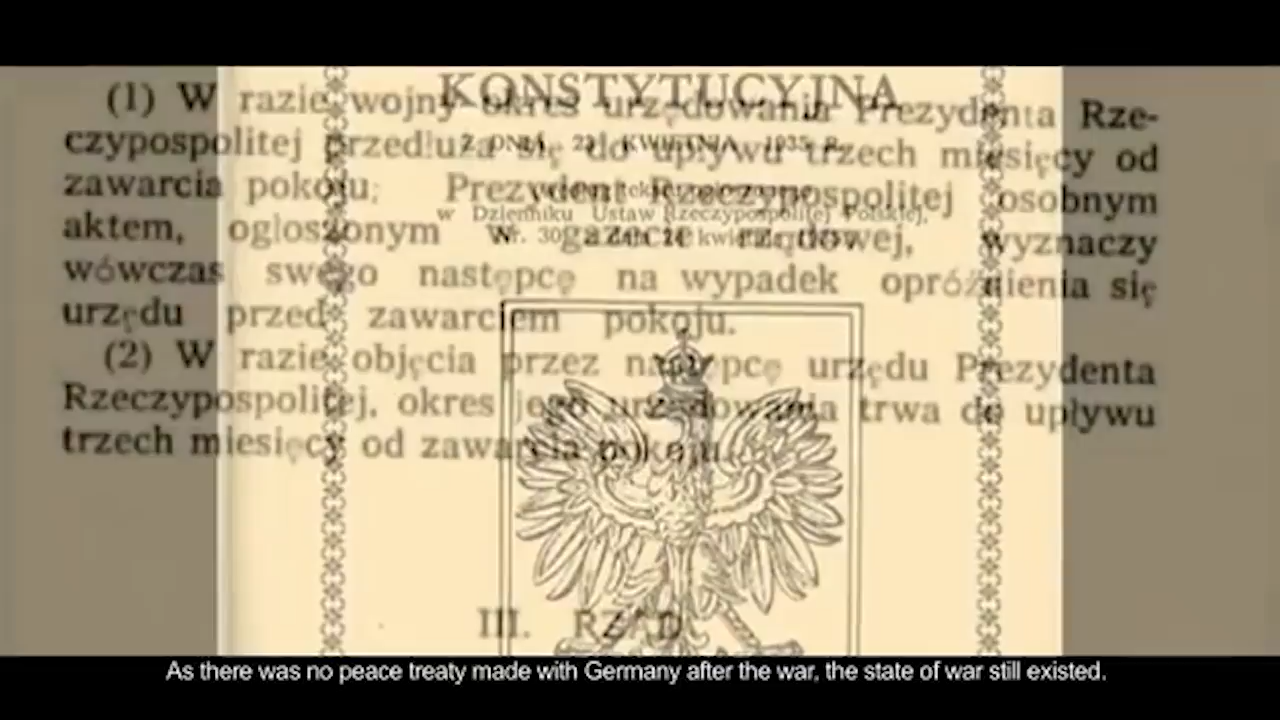 KONSTYTUCYJNA
(1) W razie wojny okres urzędowania Prezydenta Rze-
czypospolitej przedłuża się do upływu trzech miesięcy od
Z DNIA 23 KWIETNIA 1935 R.
zawarcia pokoju; Prezydent Rzeczypospolitej osobnym
w Dzienniku Ustaw Rzeczypospolitej Polskiej,
aktem, ogłoszonym w gazecie rządowej, wyznaczy
Nr. 30 kwietnia
wówczas swego następcę na wypadek opróżnienia się
urzędu przed zawarciem pokoju.
(2) W razie objęcia przez następcę urzędu Prezydenta
Rzeczypospolitej, okres jego urzędowania trwa do upływu
trzech miesięcy od zawarcia pokoju.
III. RZĄD
As there was no peace treaty made with Germany after the war, the state of war still existed.